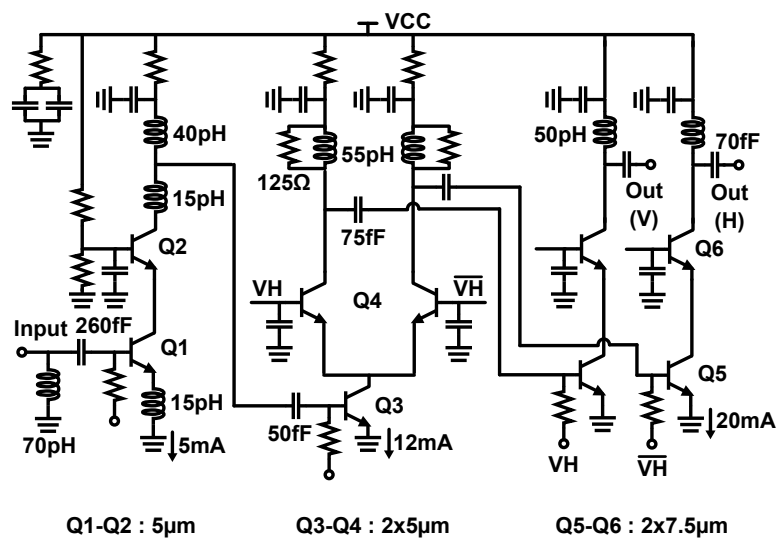 VCC
40pH
55pH
50pH
70fF
125Ω
15pH
Out
(V)
Out
(H)
75fF
Q2
Q6
VH
Q4
VH
Input
260fF
Q1
15pH
Q3
Q5
70pH
5mA
50fF
12mA
20mA
VH
VH
Q1-Q2 : 5μm
Q3-Q4 : 2x5μm
Q5-Q6 : 2x7.5μm